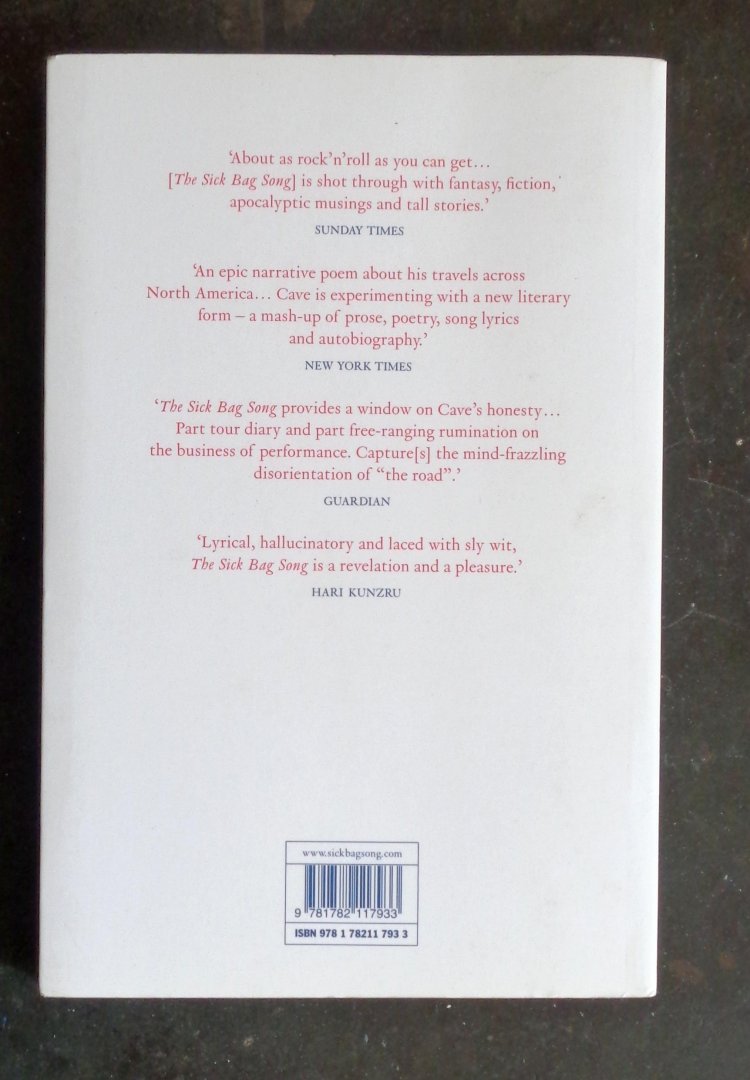 ‘About as rock’n’roll as you can get…
[The Sick Bag Song] is shot through with fantasy, fiction,
apocalyptic musings and tall stories.’
SUNDAY TIMES
‘An epic narrative poem about his travels across
North America… Cave is experimenting with a new literary
form – a mash-up of prose, poetry, song lyrics
and autobiography.’
NEW YORK TIMES
‘The Sick Bag Song provides a window on Cave’s honesty…
Part tour diary and part free-ranging rumination on
the business of performance. Capture[s] the mind-frazzling
disorientation of “the road”.’
GUARDIAN
‘Lyrical, hallucinatory and laced with sly wit,
The Sick Bag Song is a revelation and a pleasure.’
HARI KUNZRU
www.sickbagsong.com
9 781782 117933
ISBN 978 1 78211 793 3